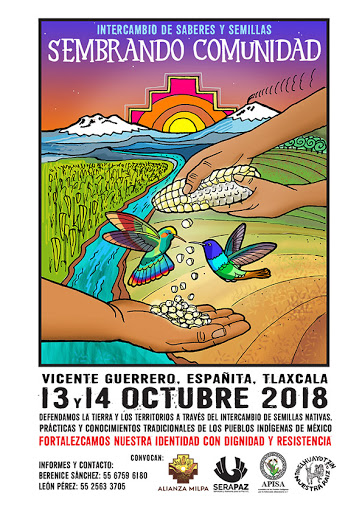 INTERCAMBIO DE SABERES Y SEMILLAS
SEMBRANDO COMUNIDAD
VICENTE GUERRERO, ESPAÑITA, TLAXCALA
13 Y 14 OCTUBRE 2018
DEFENDAMOS LA TIERRA Y LOS TERRITORIOS A TRAVÉS DEL INTERCAMBIO DE SEMILLAS NATIVAS,
PRÁCTICAS Y CONOCIMIENTOS TRADICIONALES DE LOS PUEBLOS INDÍGENAS DE MÉXICO
FORTALEZCAMOS NUESTRA IDENTIDAD CON DIGNIDAD Y RESISTENCIA
CONVOCAN:
INFORMES Y CONTACTO:
BERENICE SÁNCHEZ: 55 6759 6180
LEÓN PÉREZ: 55 2563 3705
ALIANZA MILPA
SERAPAZ
APISA
NUESTRA RAÍZ